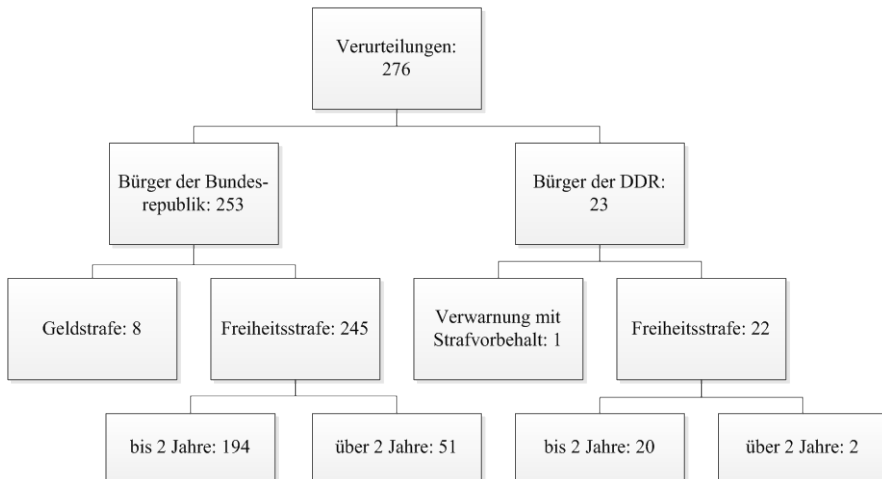 Verurteilungen:
276
Bürger der Bundes-
republik: 253
Bürger der DDR:
23
Geldstrafe: 8
Freiheitsstrafe: 245
Verwarnung mit
Strafvorbehalt: 1
Freiheitsstrafe: 22
bis 2 Jahre: 194
über 2 Jahre: 51
bis 2 Jahre: 20
über 2 Jahre: 2